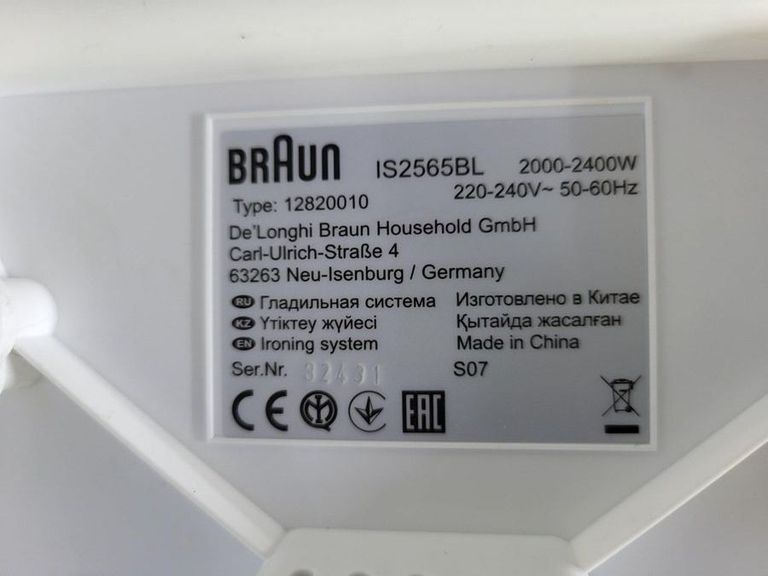 BRAUN IS2565BL 2000-2400W
220-240V~ 50-60Hz
Type: 12820010
De'Longhi Braun Household GmbH
Carl-Ulrich-Straße 4
63263 Neu-Isenburg / Germany
RU Гладильная система Изготовлено в Китае
KZ Үтіктеу жүйесі Қытайда жасалған
EN Ironing system Made in China
Ser.Nr. 32431 S07
CE EAC